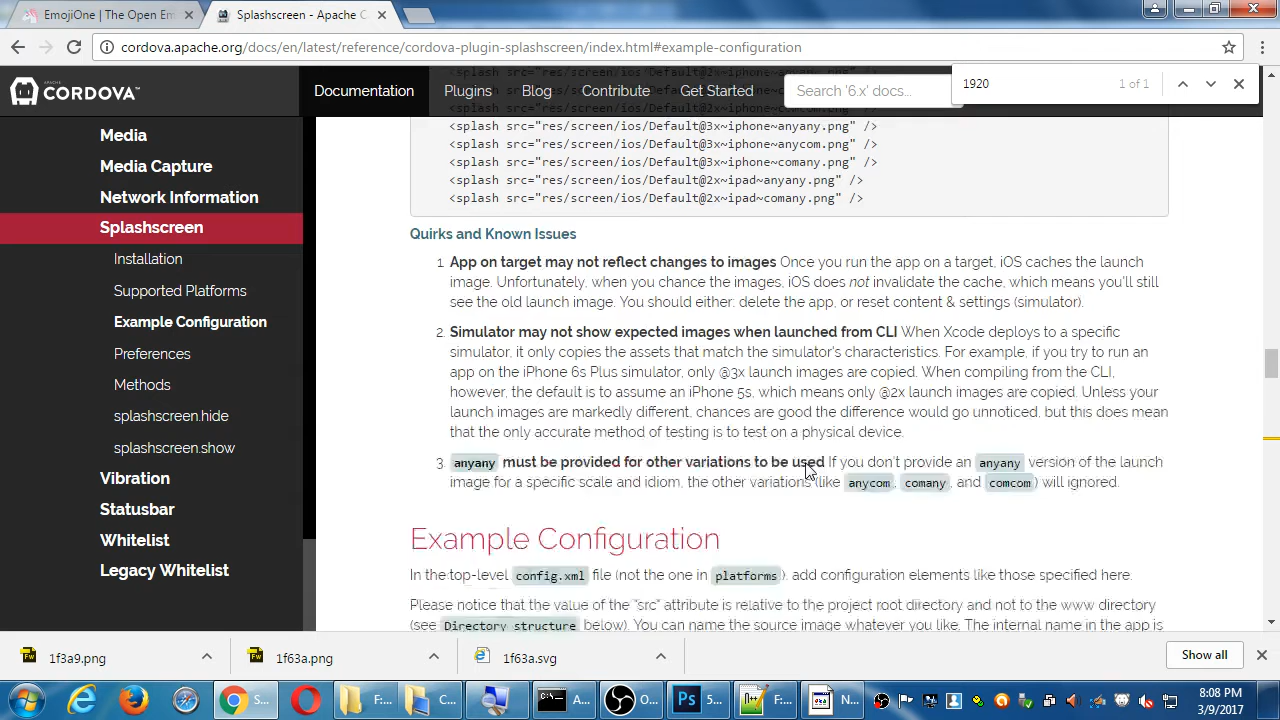 EmojiOne | The Open Em
Splashscreen - Apache C
cordova.apache.org/docs/en/latest/reference/cordova-plugin-splashscreen/index.html#example-configuration
1920
1 of 1
CORDOVA
Documentation
Plugins
Blog
Contribute
Get Started
Search '6.x' docs...
Media
Media Capture
Network Information
Splashscreen
Installation
Supported Platforms
Example Configuration
Preferences
Methods
splashscreen.hide
splashscreen.show
Vibration
Statusbar
Whitelist
Legacy Whitelist
<splash src="res/screen/ios/Default@3x~iphone~anyany.png" />
<splash src="res/screen/ios/Default@3x~iphone~anycom.png" />
<splash src="res/screen/ios/Default@3x~iphone~comany.png" />
<splash src="res/screen/ios/Default@2x~ipad~anyany.png" />
<splash src="res/screen/ios/Default@2x~ipad~comany.png" />
Quirks and Known Issues
1. App on target may not reflect changes to images Once you run the app on a target, iOS caches the launch
image. Unfortunately, when you chance the images, iOS does not invalidate the cache, which means you'll still
see the old launch image. You should either: delete the app, or reset content & settings (simulator).
2. Simulator may not show expected images when launched from CLI When Xcode deploys to a specific
simulator, it only copies the assets that match the simulator's characteristics. For example, if you try to run an
app on the iPhone 6s Plus simulator, only @3x launch images are copied. When compiling from the CLI,
however, the default is to assume an iPhone 5s, which means only @2x launch images are copied. Unless your
launch images are markedly different, chances are good the difference would go unnoticed, but this does mean
that the only accurate method of testing is to test on a physical device.
3. anyany must be provided for other variations to be used If you don't provide an anyany version of the launch
image for a specific scale and idiom, the other variations (like anycom, comany, and comcom) will ignored.
Example Configuration
In the top-level config.xml file (not the one in platforms), add configuration elements like those specified here.
Please notice that the value of the "src" attribute is relative to the project root directory and not to the www directory
(see Directory structure below). You can name the source image whatever you like. The internal name in the app is
1f3a9.png
1f63a.png
1f63a.svg
Show all
S...
F:...
C...
A...
O...
5...
F:...
N...
8:08 PM
3/9/2017